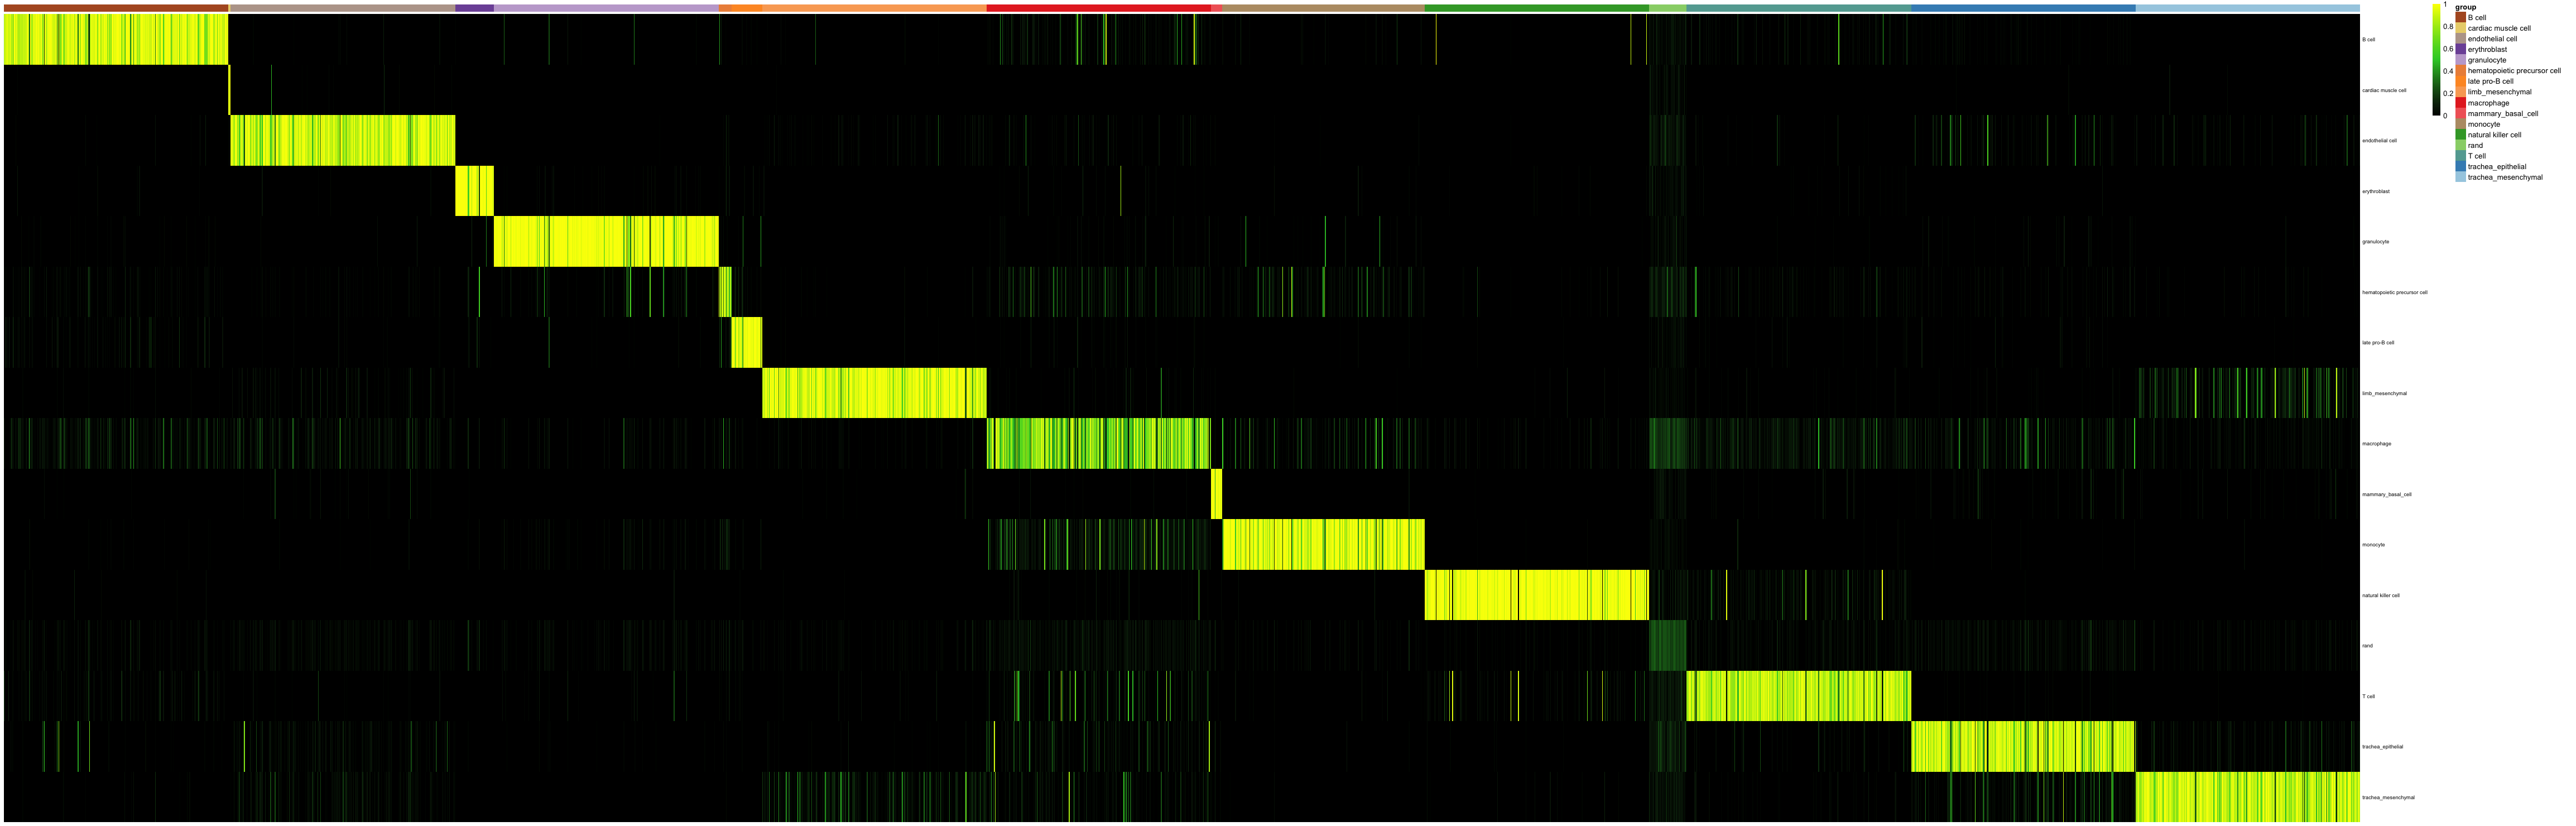 B cell
cardiac muscle cell
endothelial cell
erythroblast
granulocyte
hematopoietic precursor cell
late pro-B cell
limb_mesenchymal
macrophage
mammary_basal_cell
monocyte
natural killer cell
rand
T cell
trachea_epithelial
trachea_mesenchymal
1
0.8
0.6
0.4
0.2
0
group
B cell
cardiac muscle cell
endothelial cell
erythroblast
granulocyte
hematopoietic precursor cell
late pro-B cell
limb_mesenchymal
macrophage
mammary_basal_cell
monocyte
natural killer cell
rand
T cell
trachea_epithelial
trachea_mesenchymal